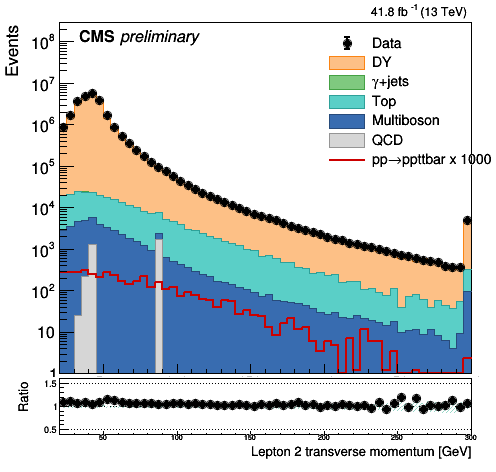 41.8 fb⁻¹ (13 TeV)
CMS preliminary
Events
10⁸
10⁷
10⁶
10⁵
10⁴
10³
10²
10
1
Data
DY
γ+jets
Top
Multiboson
QCD
pp→ppttbar x 1000
Ratio
1.5
1
0.5
50
100
150
200
250
300
Lepton 2 transverse momentum [GeV]